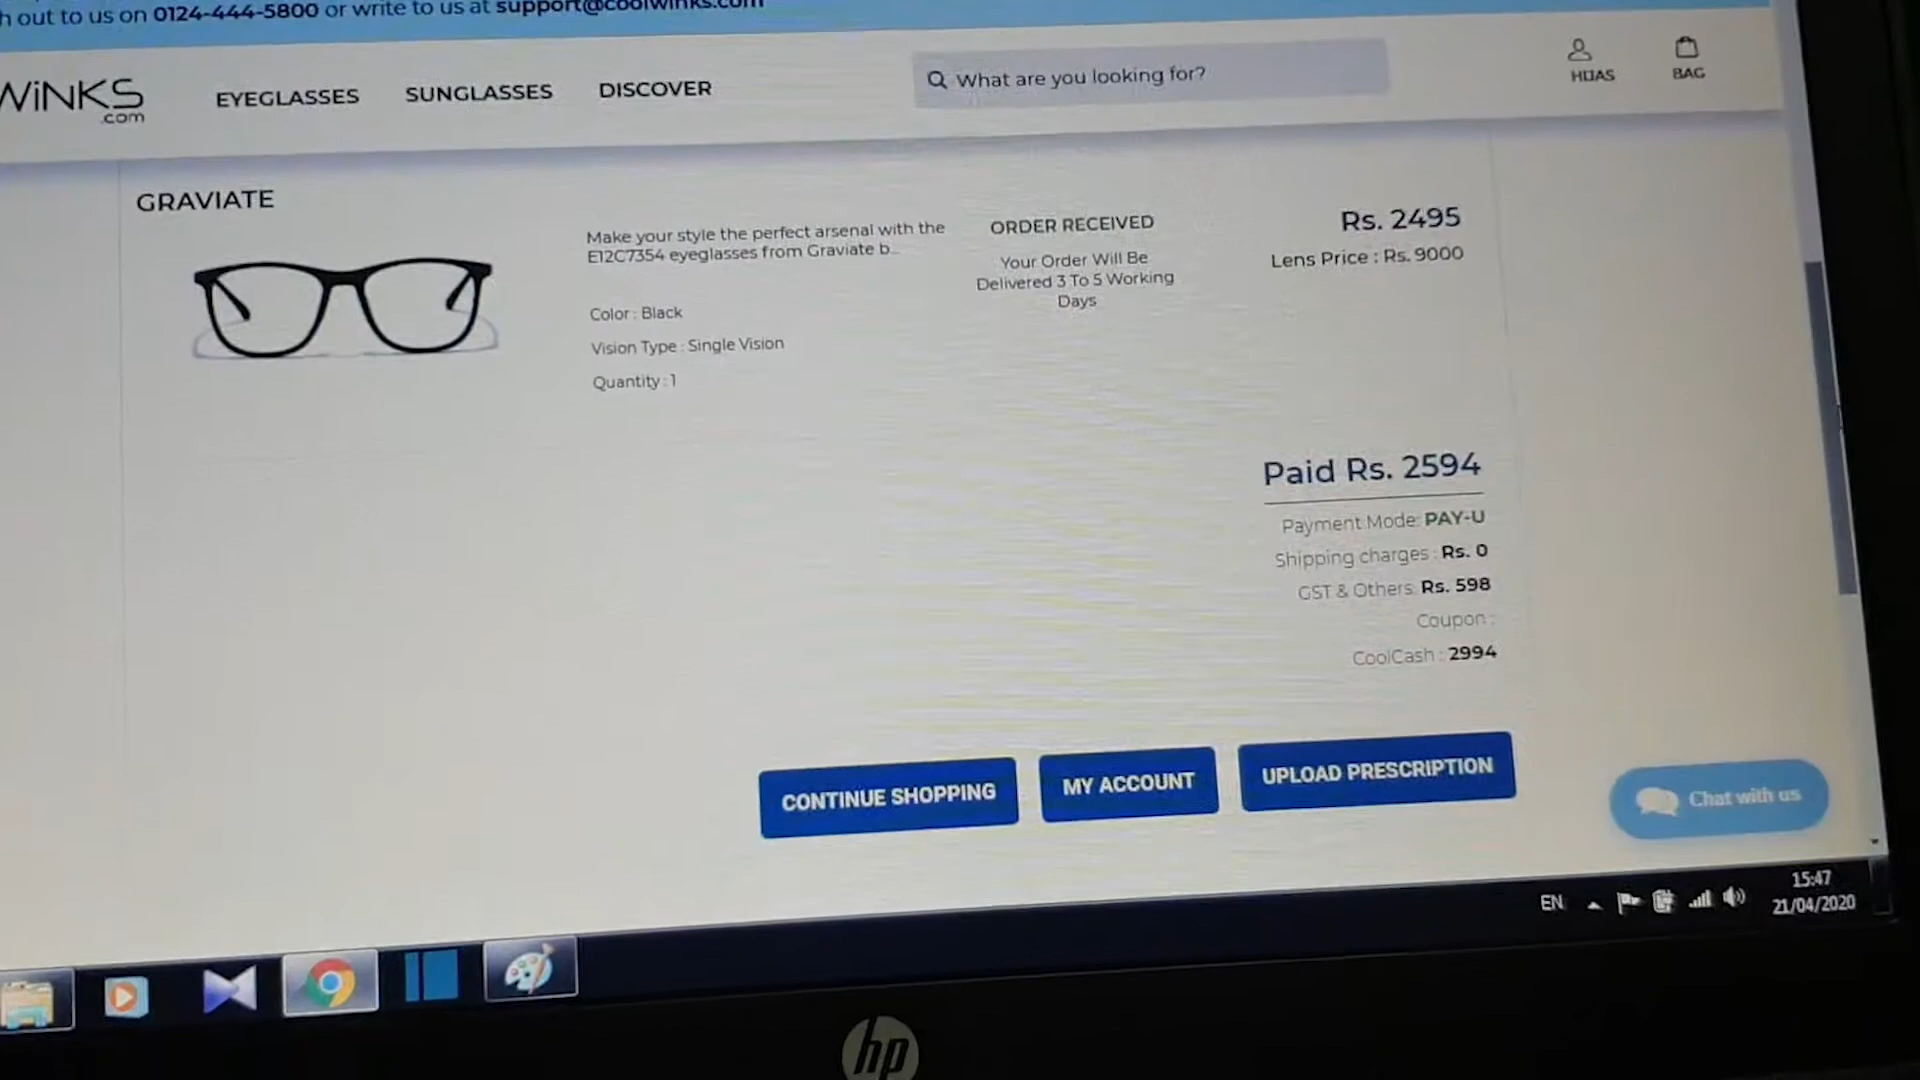 h out to us on 0124-444-5800 or write to us at support@coolwinks.com
WiNKS
.com
EYEGLASSES
SUNGLASSES
DISCOVER
What are you looking for?
HIJAS
BAG
GRAVIATE
Make your style the perfect arsenal with the
E12C7354 eyeglasses from Graviate b...
Color : Black
Vision Type : Single Vision
Quantity : 1
ORDER RECEIVED
Your Order Will Be
Delivered 3 To 5 Working
Days
Rs. 2495
Lens Price : Rs. 9000
Paid Rs. 2594
Payment Mode: PAY-U
Shipping charges : Rs. 0
GST & Others: Rs. 598
Coupon :
CoolCash : 2994
CONTINUE SHOPPING
MY ACCOUNT
UPLOAD PRESCRIPTION
Chat with us
EN
15:47
21/04/2020
hp